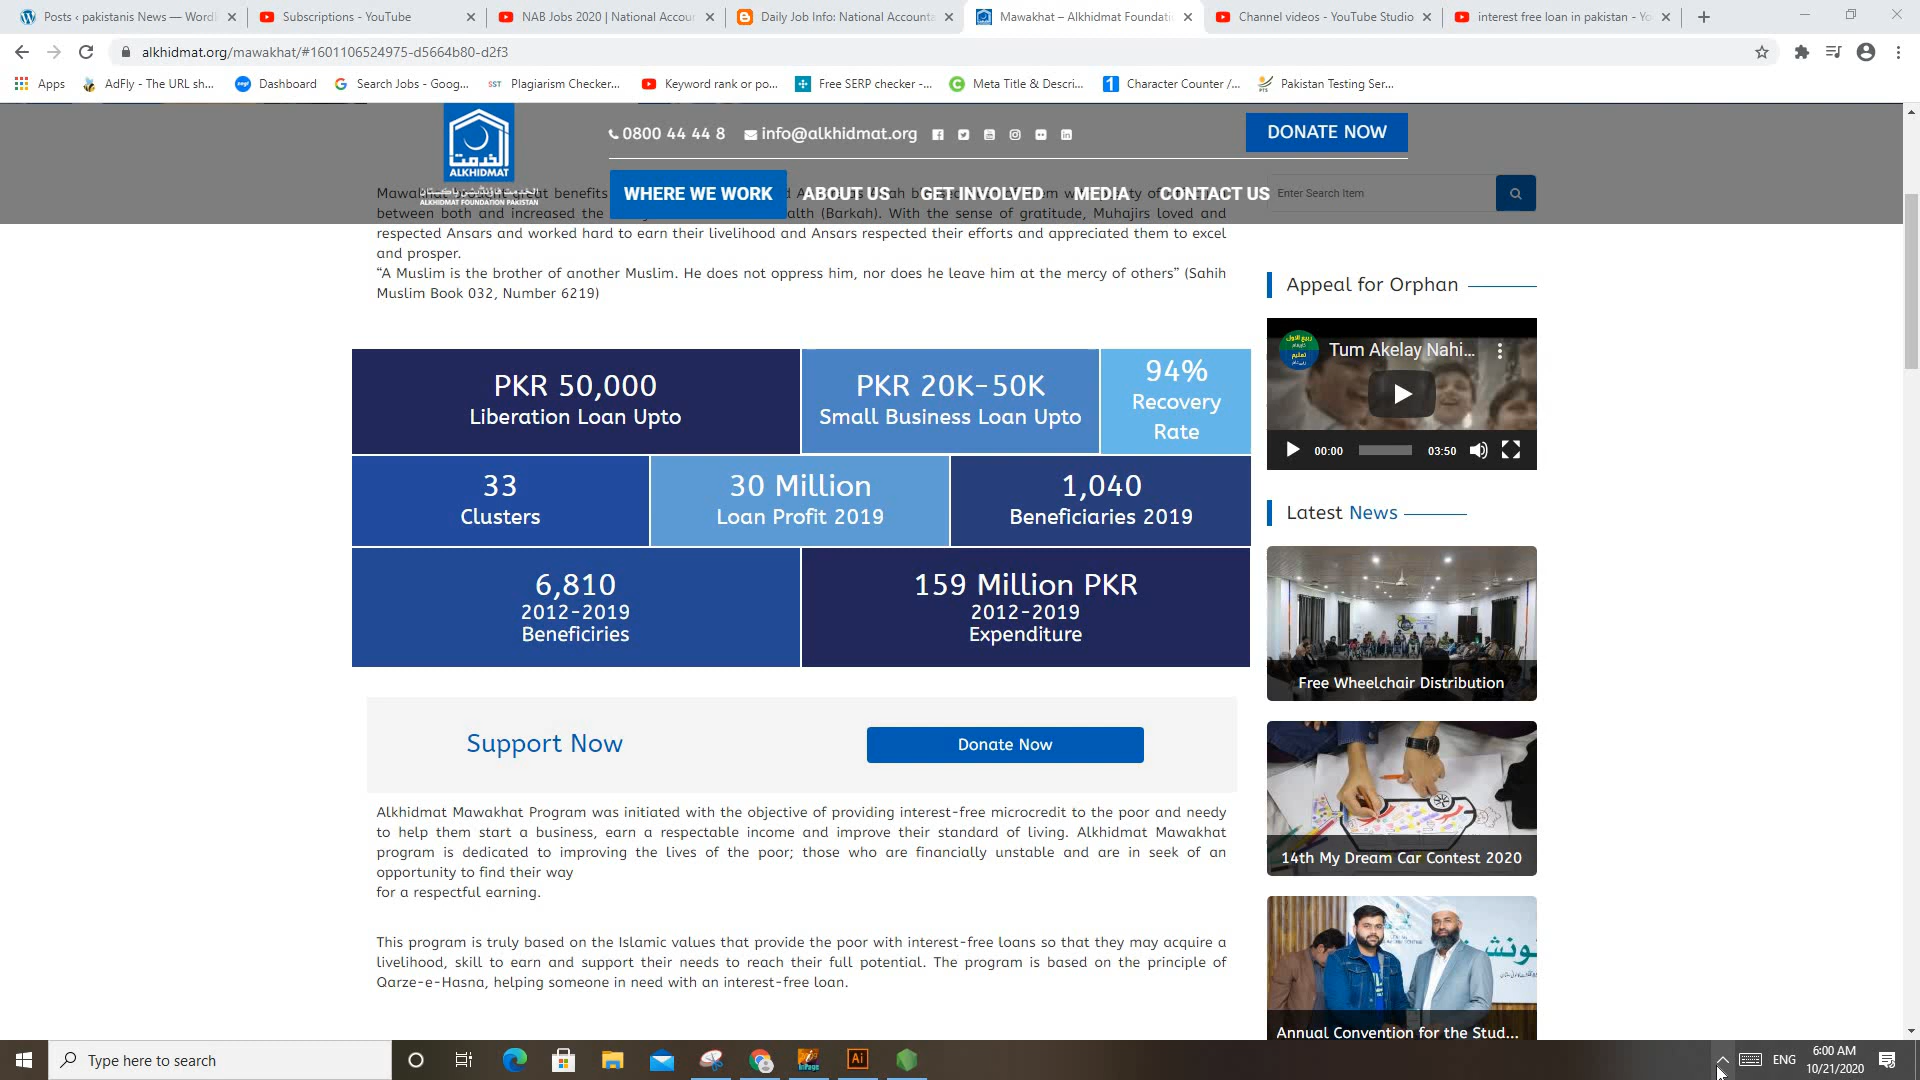 Posts ‹ pakistanis News — Word
Subscriptions - YouTube
NAB Jobs 2020 | National Accou
Daily Job Info: National Accounta
Mawakhat – Alkhidmat Foundati
Channel videos - YouTube Studio
interest free loan in pakistan - Yo
alkhidmat.org/mawakhat/#1601106524975-d5664b80-d2f3
Apps
AdFly - The URL sh...
Dashboard
Search Jobs - Goog...
Plagiarism Checker...
Keyword rank or po...
Free SERP checker -...
Meta Title & Descri...
Character Counter /...
Pakistan Testing Ser...
الخدمت
ALKHIDMAT
الخدمت فاؤنڈیشن پاکستان
ALKHIDMAT FOUNDATION PAKISTAN
0800 44 44 8
info@alkhidmat.org
DONATE NOW
WHERE WE WORK
ABOUT US
GET INVOLVED
MEDIA
CONTACT US
Enter Search Item
between both and increased the
(Barkah). With the sense of gratitude, Muhajirs loved and
respected Ansars and worked hard to earn their livelihood and Ansars respected their efforts and appreciated them to excel
and prosper.
“A Muslim is the brother of another Muslim. He does not oppress him, nor does he leave him at the mercy of others” (Sahih
Muslim Book 032, Number 6219)
PKR 50,000
Liberation Loan Upto
PKR 20K-50K
Small Business Loan Upto
94%
Recovery
Rate
33
Clusters
30 Million
Loan Profit 2019
1,040
Beneficiaries 2019
6,810
2012-2019
Beneficiries
159 Million PKR
2012-2019
Expenditure
Support Now
Donate Now
Alkhidmat Mawakhat Program was initiated with the objective of providing interest-free microcredit to the poor and needy
to help them start a business, earn a respectable income and improve their standard of living. Alkhidmat Mawakhat
program is dedicated to improving the lives of the poor; those who are financially unstable and are in seek of an
opportunity to find their way
for a respectful earning.
This program is truly based on the Islamic values that provide the poor with interest-free loans so that they may acquire a
livelihood, skill to earn and support their needs to reach their full potential. The program is based on the principle of
Qarze-e-Hasna, helping someone in need with an interest-free loan.
Appeal for Orphan
Tum Akelay Nahi...
00:00
03:50
Latest News
Free Wheelchair Distribution
14th My Dream Car Contest 2020
Annual Convention for the Stud...
Type here to search
Ai
ENG
6:00 AM
10/21/2020